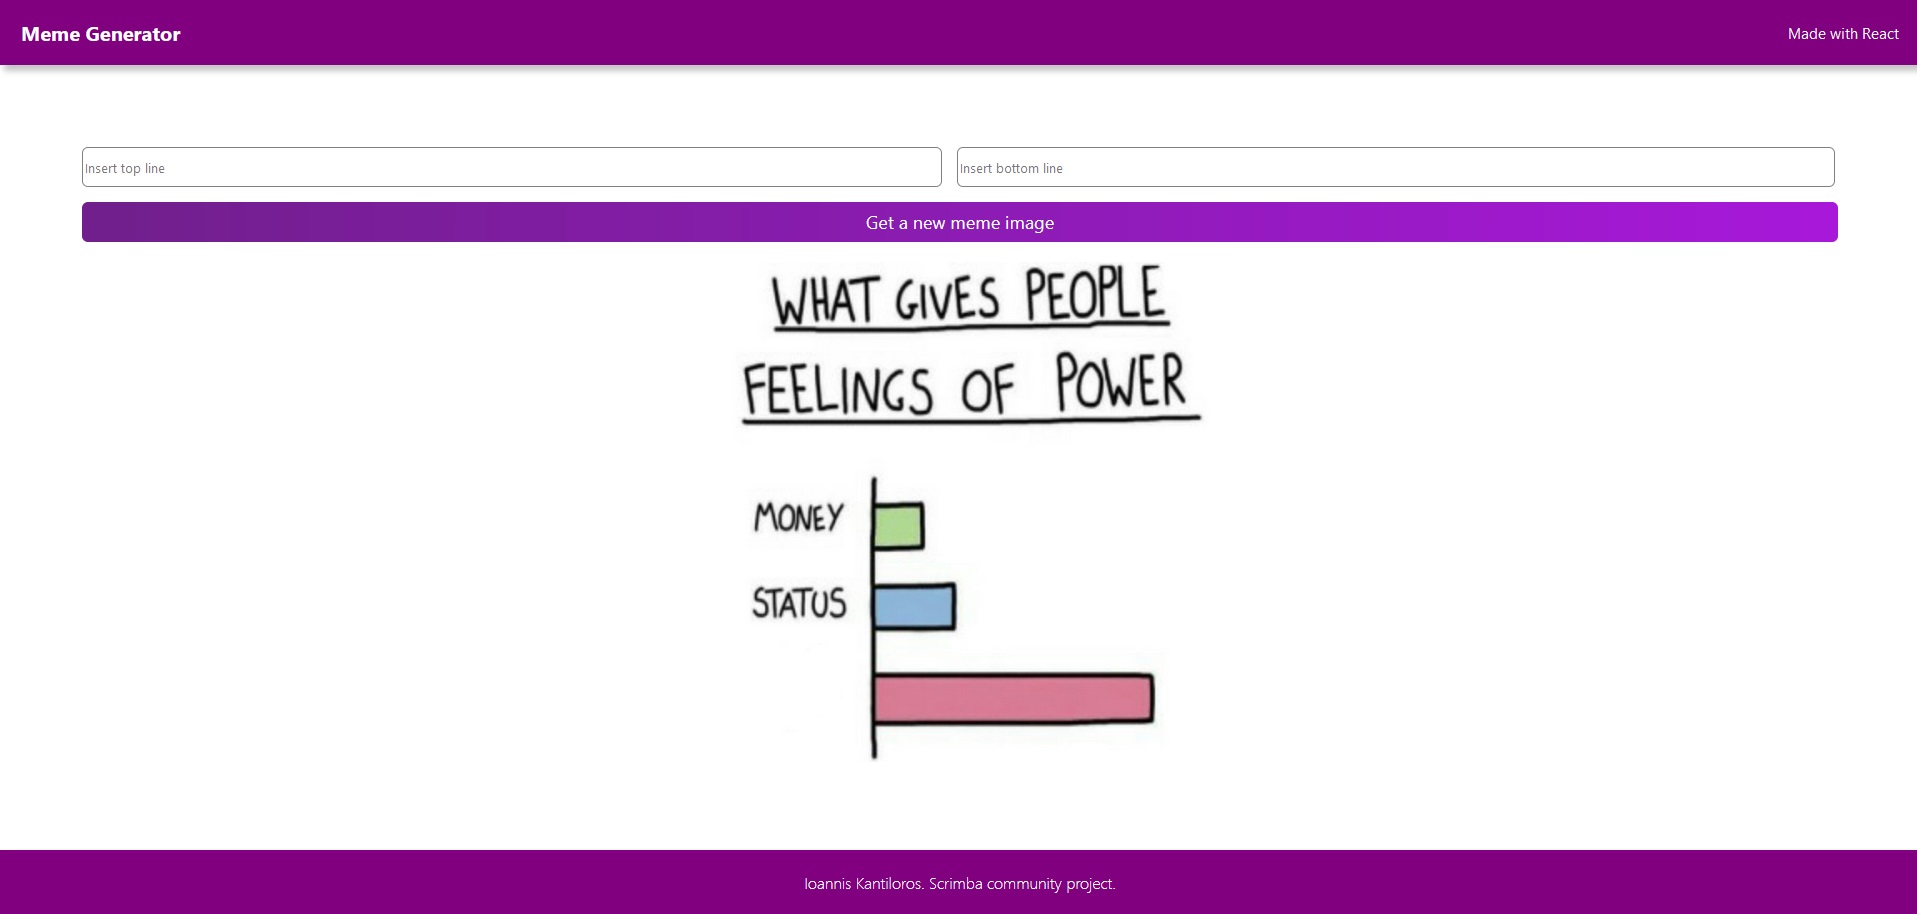 Meme Generator
Made with React
Insert top line
Insert bottom line
Get a new meme image
WHAT GIVES PEOPLE
FEELINGS OF POWER
MONEY
STATUS
Ioannis Kantiloros. Scrimba community project.